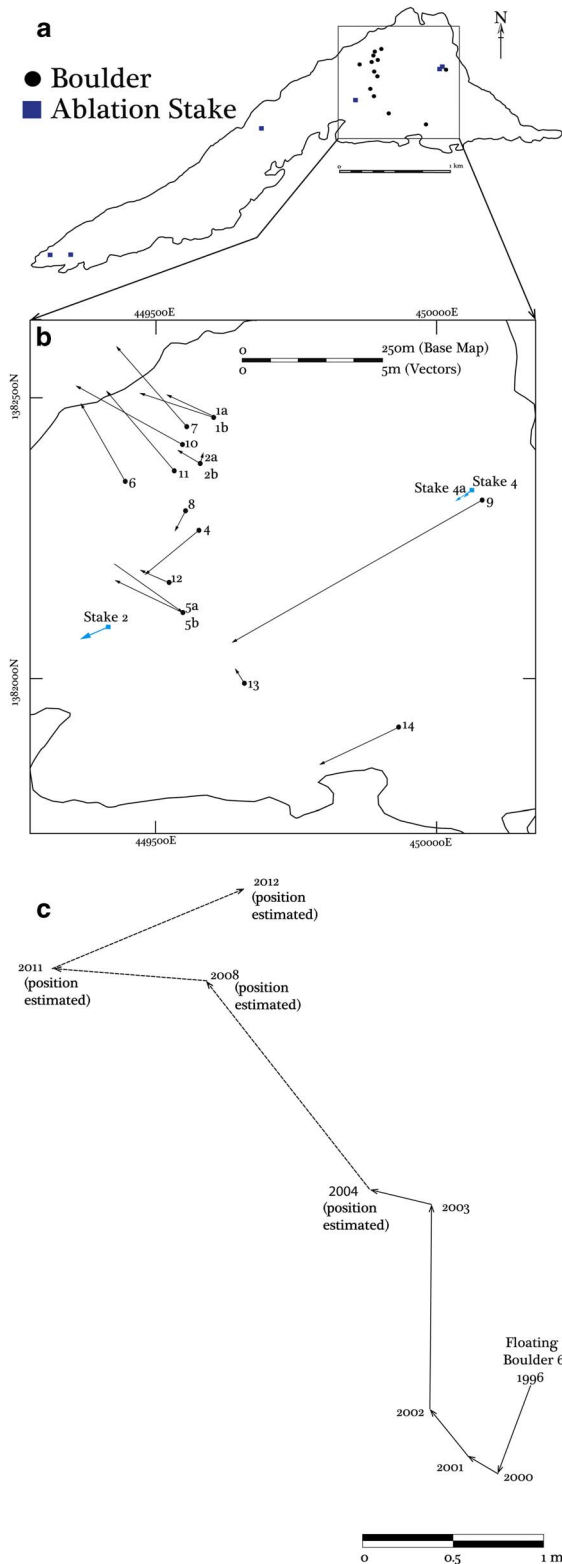 a
N
Boulder
Ablation Stake
0 1 km
449500E 450000E
b
0 250m (Base Map)
0 5m (Vectors)
1382500N
1a
1b
7
10
2a
2b
11
6
8
4
Stake 4a Stake 4
9
12
5a
5b
Stake 2
1382000N
13
14
449500E 450000E
c
2012
(position
estimated)
2011
(position
estimated)
2008 (position
estimated)
2004
(position
estimated)
2003
Floating
Boulder 6
1996
2002
2001
2000
0 0.5 1 m